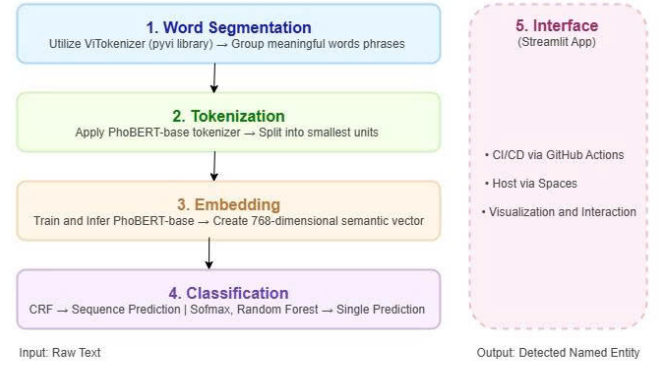 1. Word Segmentation
Utilize ViTokenizer (pyvi library) → Group meaningful words phrases
2. Tokenization
Apply PhoBERT-base tokenizer → Split into smallest units
3. Embedding
Train and Infer PhoBERT-base → Create 768-dimensional semantic vector
4. Classification
CRF → Sequence Prediction | Sofmax, Random Forest → Single Prediction
Input: Raw Text
5. Interface
(Streamlit App)
• CI/CD via GitHub Actions
• Host via Spaces
• Visualization and Interaction
Output: Detected Named Entity